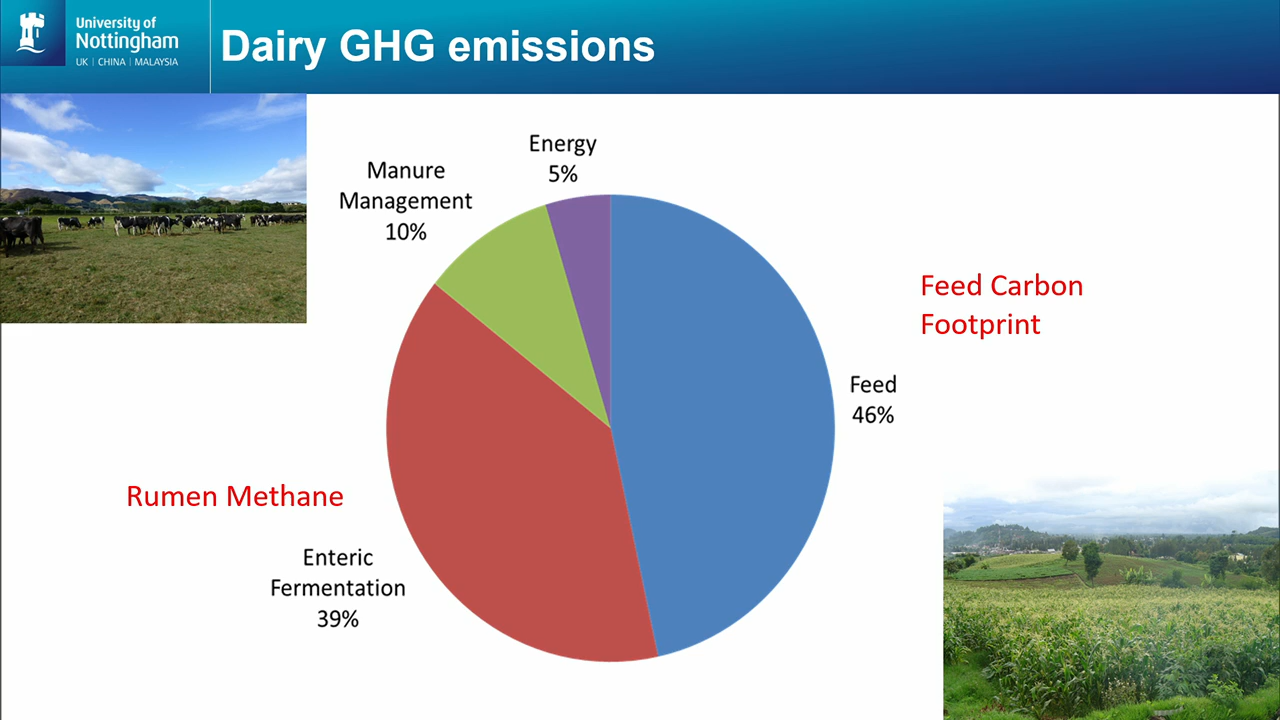 University of
Nottingham
UK | CHINA | MALAYSIA
Dairy GHG emissions
Energy
5%
Manure
Management
10%
Feed Carbon
Footprint
Feed
46%
Rumen Methane
Enteric
Fermentation
39%